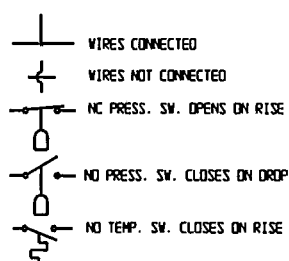 WIRES CONNECTED
WIRES NOT CONNECTED
NC PRESS. SW. OPENS ON RISE
NO PRESS. SW. CLOSES ON DROP
NO TEMP. SW. CLOSES ON RISE